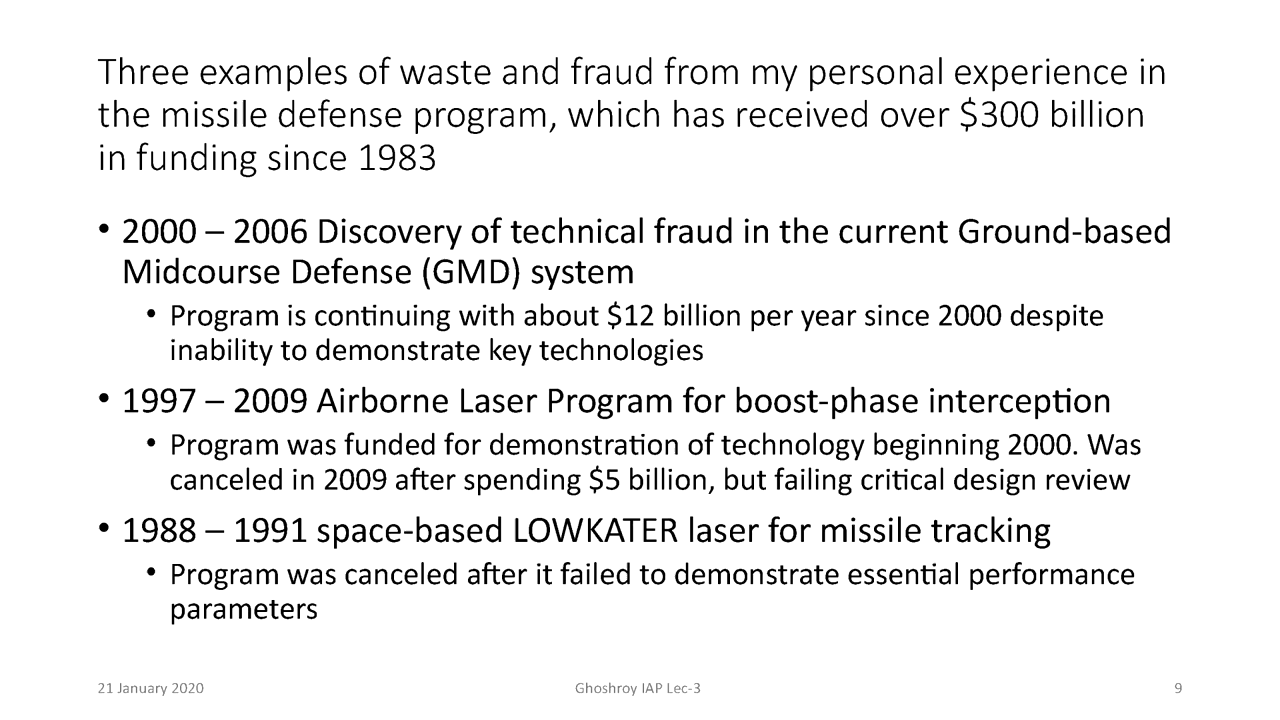 Three examples of waste and fraud from my personal experience in
the missile defense program, which has received over $300 billion
in funding since 1983
• 2000 – 2006 Discovery of technical fraud in the current Ground-based
Midcourse Defense (GMD) system
• Program is continuing with about $12 billion per year since 2000 despite
inability to demonstrate key technologies
• 1997 – 2009 Airborne Laser Program for boost-phase interception
• Program was funded for demonstration of technology beginning 2000. Was
canceled in 2009 after spending $5 billion, but failing critical design review
• 1988 – 1991 space-based LOWKATER laser for missile tracking
• Program was canceled after it failed to demonstrate essential performance
parameters
21 January 2020
Ghoshroy IAP Lec-3
9